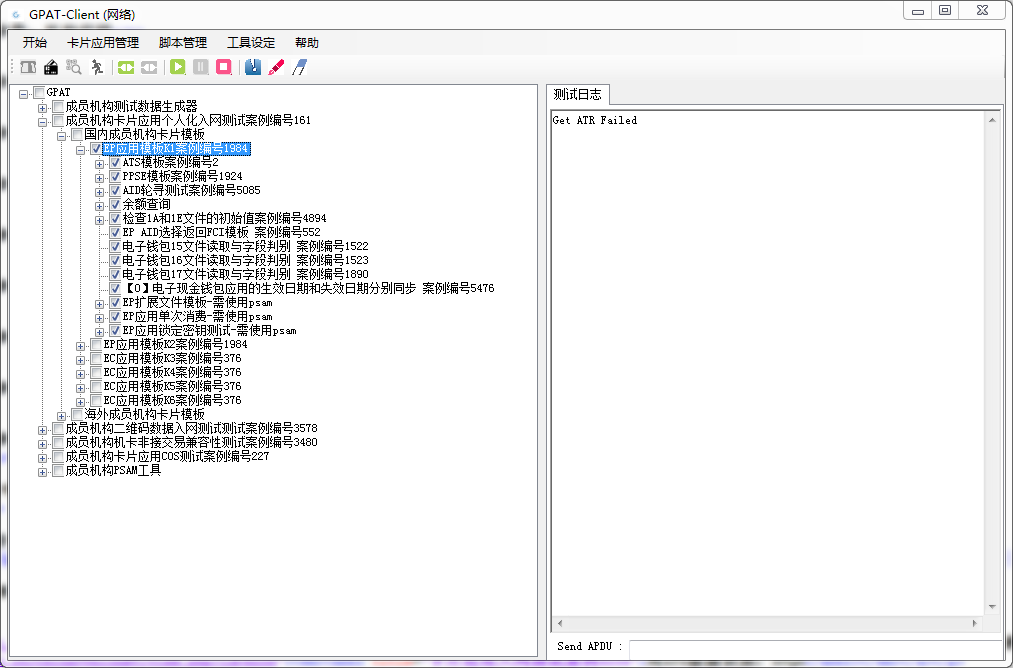 GPAT-Client (网络)
开始 卡片应用管理 脚本管理 工具设定 帮助
GPAT
成员机构测试数据生成器
成员机构卡片应用个人化入网测试案例编号161
国内成员机构卡片模板
EP应用模板K1案例编号1984
ATS模板案例编号2
PPSE模板案例编号1924
AID轮寻测试案例编号5085
余额查询
检查1A和1E文件的初始值案例编号4894
EP AID选择返回FCI模板 案例编号552
电子钱包15文件读取与字段判别 案例编号1522
电子钱包16文件读取与字段判别 案例编号1523
电子钱包17文件读取与字段判别 案例编号1890
【O】电子现金钱包应用的生效日期和失效日期分别同步 案例编号5476
EP扩展文件模板-需使用psam
EP应用单次消费-需使用psam
EP应用锁定密钥测试-需使用psam
EP应用模板K2案例编号1984
EC应用模板K3案例编号376
EC应用模板K4案例编号376
EC应用模板K5案例编号376
EC应用模板K6案例编号376
海外成员机构卡片模板
成员机构二维码数据入网测试测试案例编号3578
成员机构机卡非接交易兼容性测试案例编号3480
成员机构卡片应用COS测试案例编号227
成员机构PSAM工具
测试日志
Get ATR Failed
Send APDU :